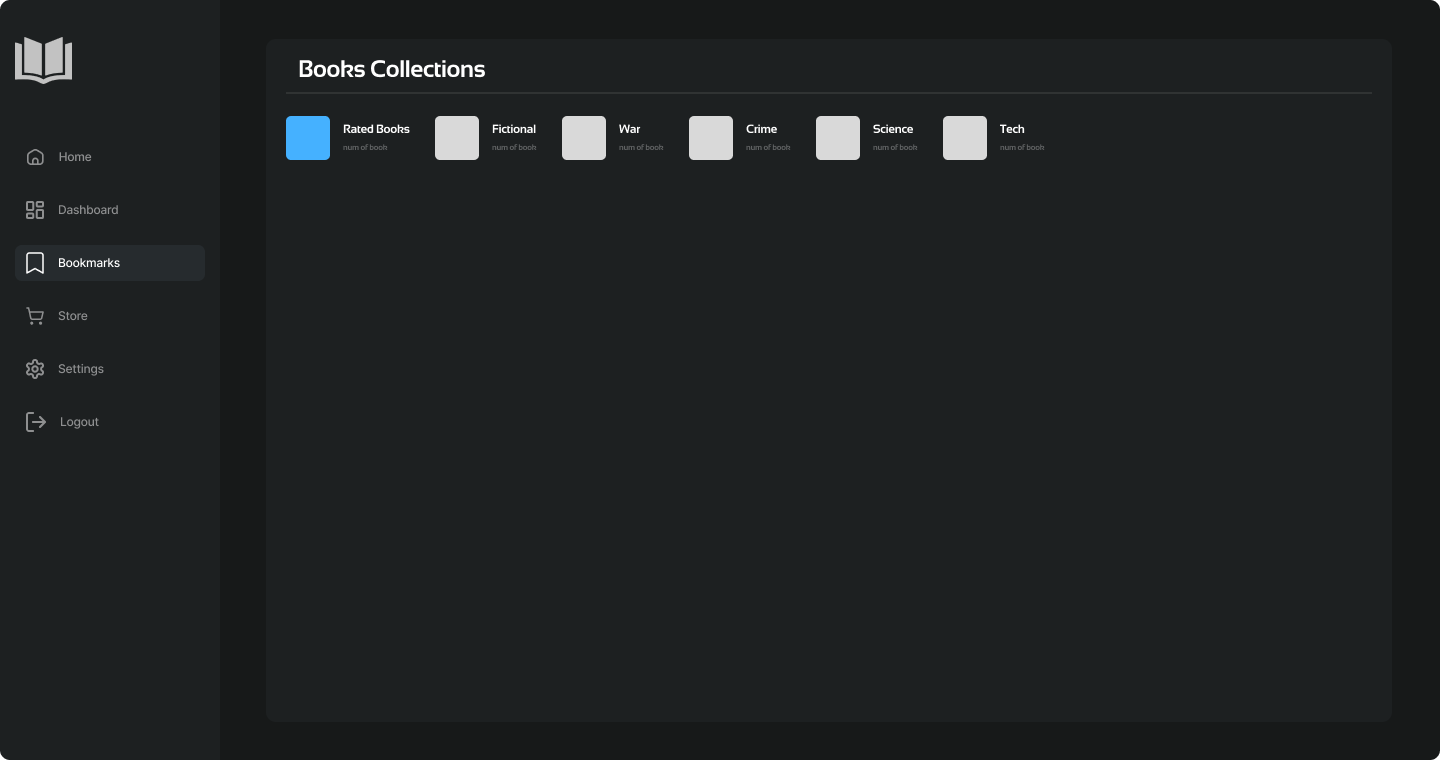 Books Collections
Rated Books
num of book
Fictional
num of book
War
num of book
Crime
num of book
Science
num of book
Tech
num of book
Home
Dashboard
Bookmarks
Store
Settings
Logout